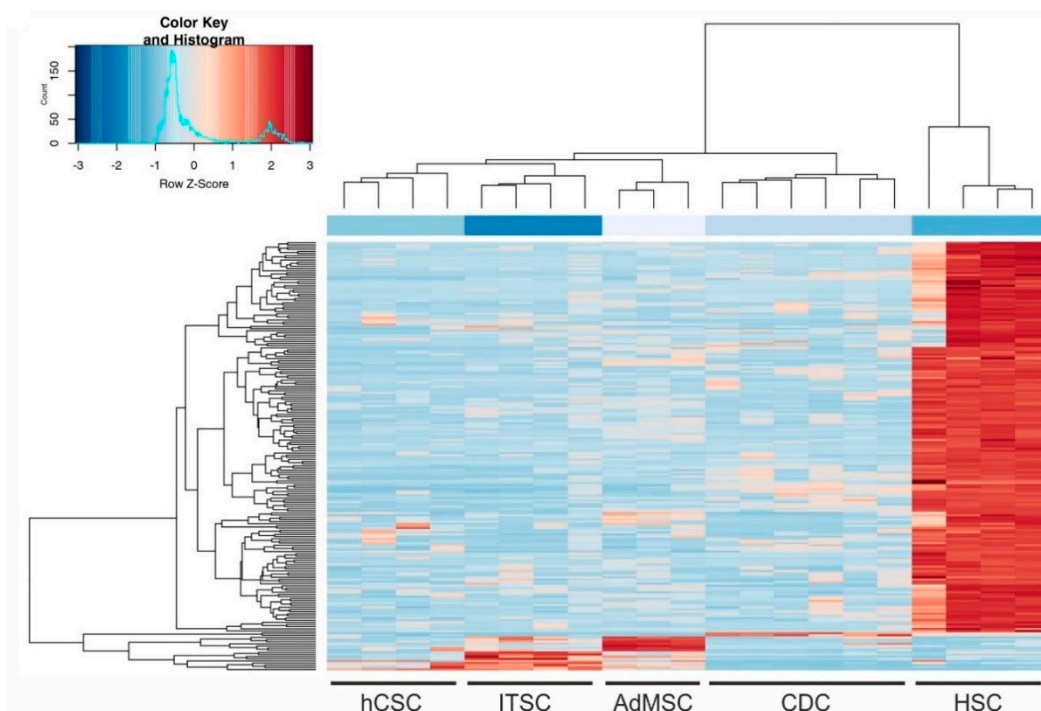 Color Key
and Histogram
Count
0
50
150
-3 -2 -1 0 1 2 3
Row Z-Score
hCSC ITSC AdMSC CDC HSC